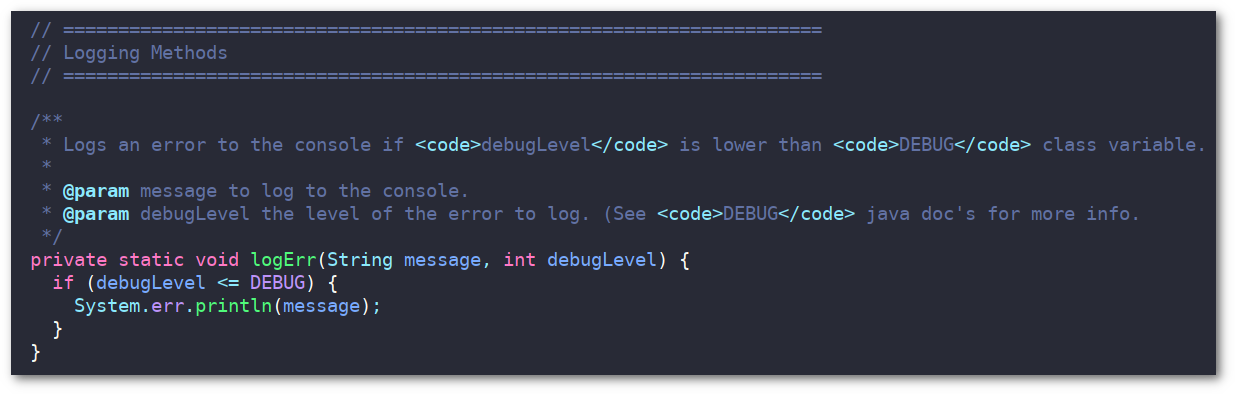 // =====================================================================
// Logging Methods
// =====================================================================
/**
 * Logs an error to the console if <code>debugLevel</code> is lower than <code>DEBUG</code> class variable.
 *
 * @param message to log to the console.
 * @param debugLevel the level of the error to log. (See <code>DEBUG</code> java doc's for more info.
 */
private static void logErr(String message, int debugLevel) {
  if (debugLevel <= DEBUG) {
    System.err.println(message);
  }
}